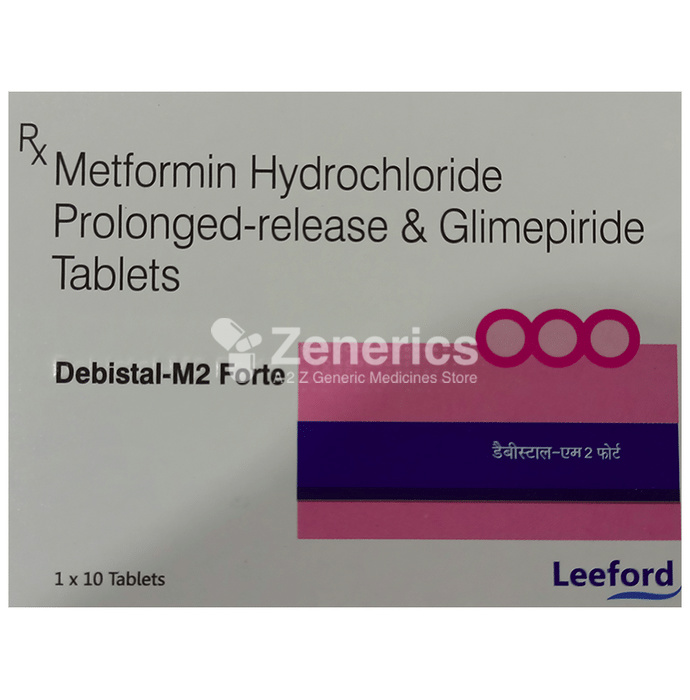 Rx
Metformin Hydrochloride
Prolonged-release & Glimepiride
Tablets
Zenerics
A 2 Z Generic Medicines Store
Debistal-M2 Forte
डैबीस्टाल-एम 2 फोर्ट
1 x 10 Tablets
Leeford